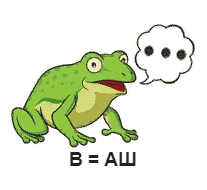 В = АШ